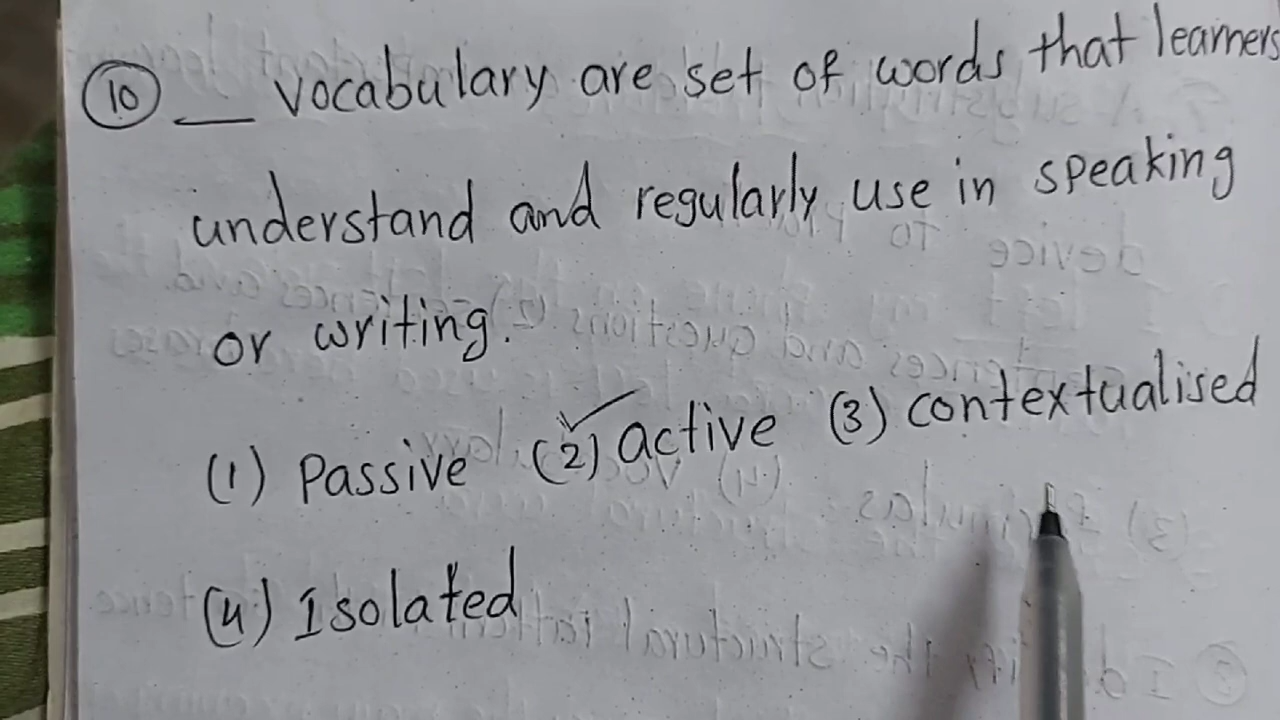 (10) __ vocabulary are set of words that learners
understand and regularly use in speaking
or writing.
(1) Passive (2) active (3) contextualised
(4) Isolated